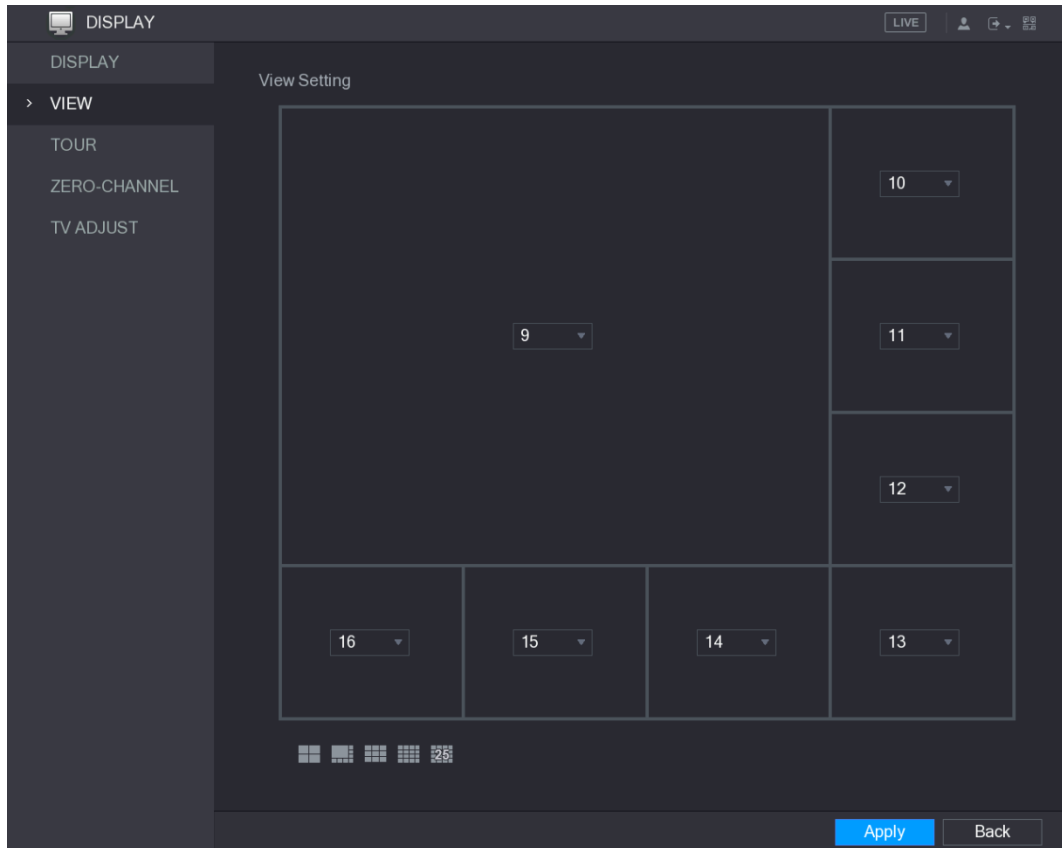 DISPLAY
LIVE
DISPLAY
VIEW
TOUR
ZERO-CHANNEL
TV ADJUST
View Setting
10
9
11
12
16
15
14
13
25
Apply
Back